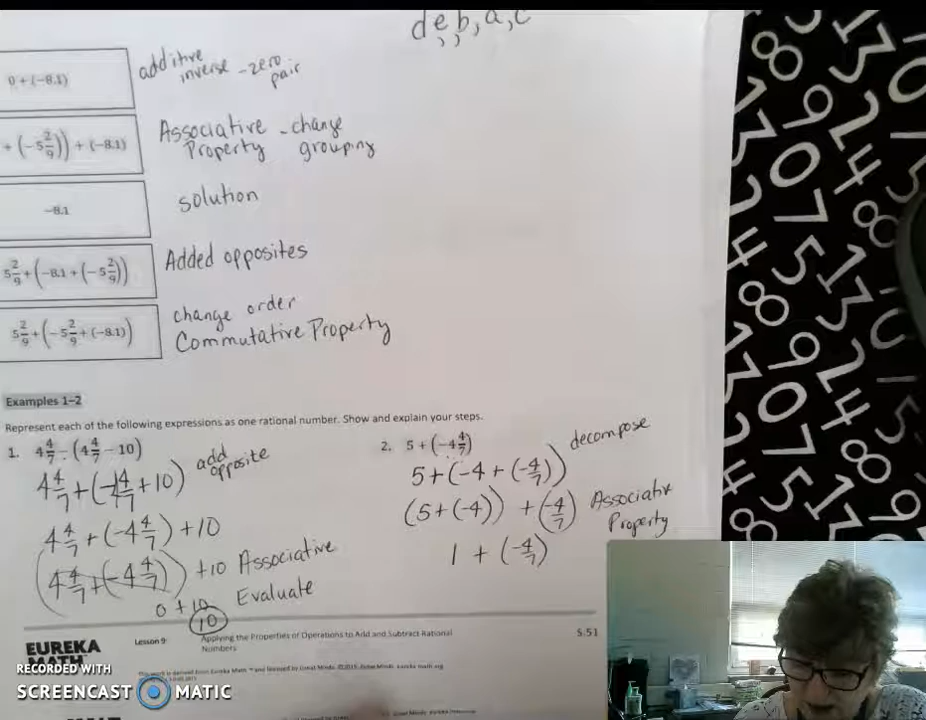 d e, b, a, c
0 + (−8.1)
additive
inverse - zero
pair
+ (−5 2/9)) + (−8.1)
Associative - change
Property grouping
−8.1
solution
5 2/9 + (−8.1 + (−5 2/9))
Added opposites
5 2/9 + (−5 2/9 + (−8.1))
change order
Commutative Property
Examples 1–2
Represent each of the following expressions as one rational number. Show and explain your steps.
1. 4 4/7 − (4 4/7 − 10)
4 4/7 + (−4 4/7 + 10) add
opposite
4 4/7 + (−4 4/7) + 10
(4 4/7 + (−4 4/7)) + 10 Associative
0 + 10 Evaluate
10
2. 5 + (−4 4/7)
5 + (−4 + (−4/7)) decompose
(5 + (−4)) + (−4/7) Associative
Property
1 + (−4/7)
EUREKA
MATH
Lesson 9: Applying the Properties of Operations to Add and Subtract Rational
Numbers
S.51
RECORDED WITH
SCREENCAST MATIC